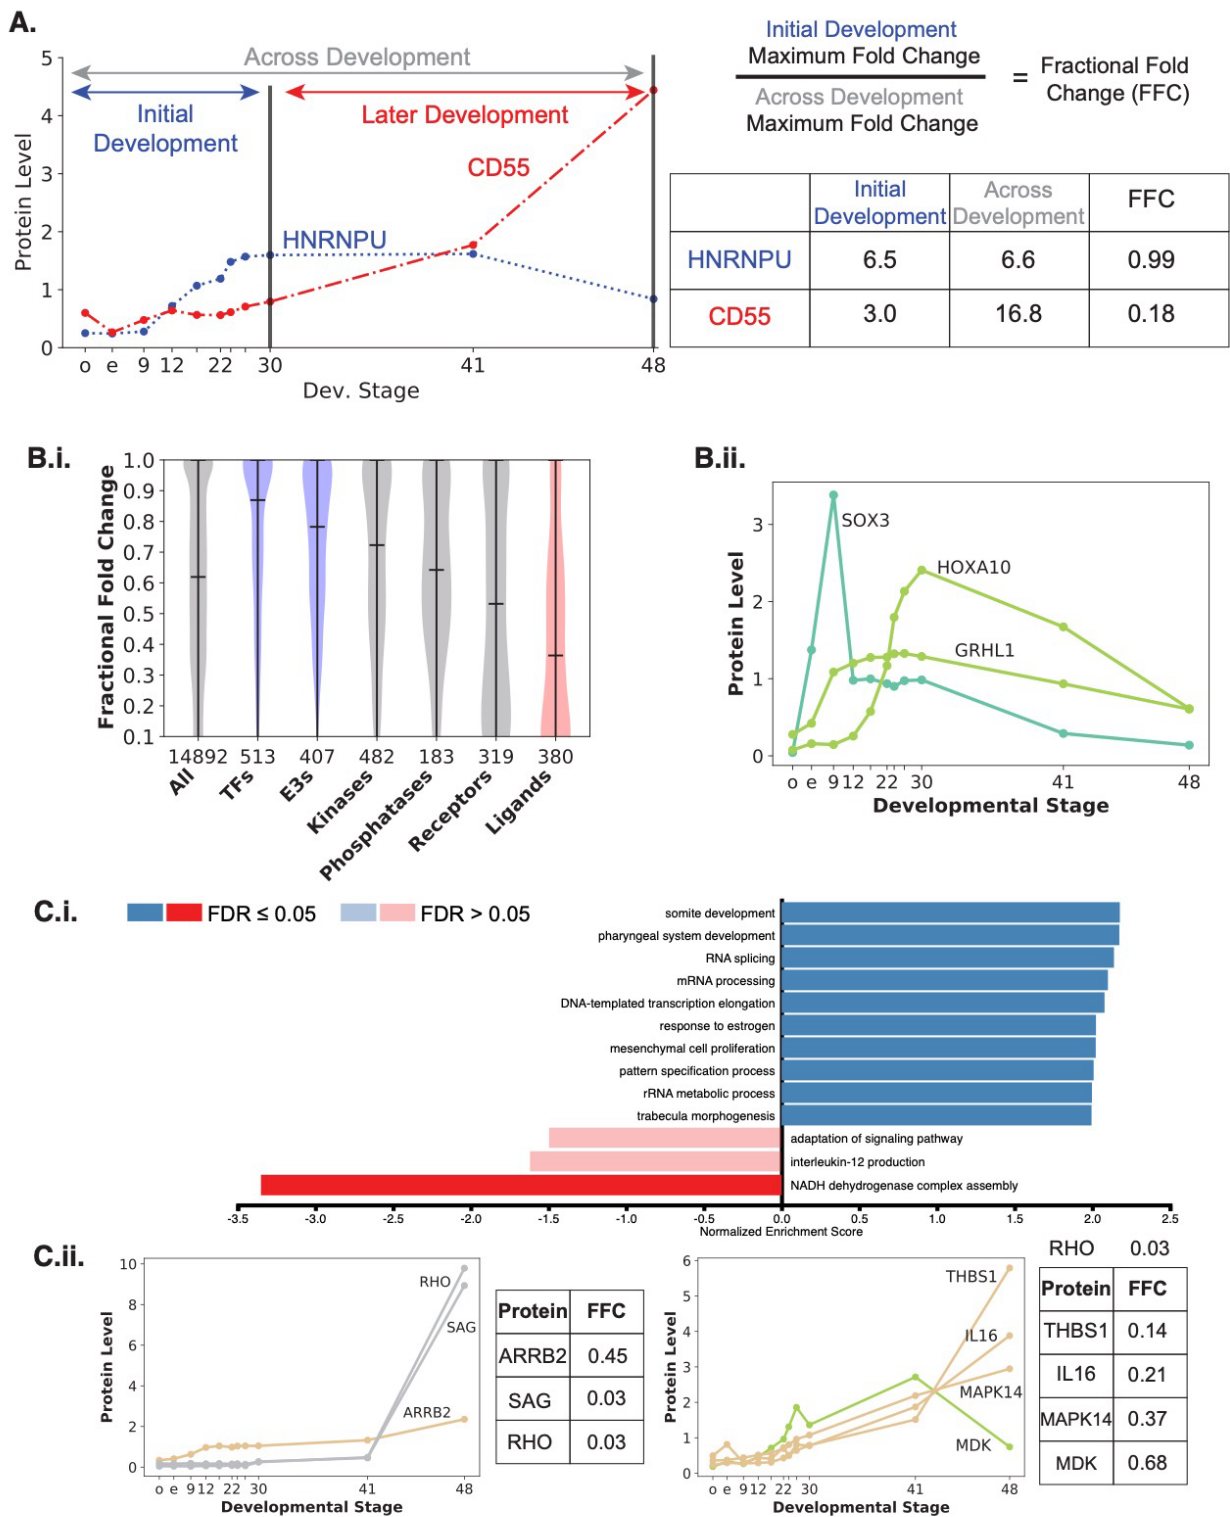 A.
Across Development
Initial
Development
Later Development
CD55
HNRNPU
Protein Level
5
4
3
2
1
0
o e 9 12 22 30 41 48
Dev. Stage
Initial Development
Maximum Fold Change
Across Development
Maximum Fold Change
= Fractional Fold
Change (FFC)
Initial
Development
Across
Development
FFC
HNRNPU 6.5 6.6 0.99
CD55 3.0 16.8 0.18
B.i.
Fractional Fold Change
1.0
0.9
0.8
0.7
0.6
0.5
0.4
0.3
0.2
0.1
14892 513 407 482 183 319 380
All
TFs
E3s
Kinases
Phosphatases
Receptors
Ligands
B.ii.
Protein Level
3
2
1
0
SOX3
HOXA10
GRHL1
o e 9 12 22 30 41 48
Developmental Stage
C.i.
FDR ≤ 0.05
FDR > 0.05
somite development
pharyngeal system development
RNA splicing
mRNA processing
DNA-templated transcription elongation
response to estrogen
mesenchymal cell proliferation
pattern specification process
rRNA metabolic process
trabecula morphogenesis
adaptation of signaling pathway
interleukin-12 production
NADH dehydrogenase complex assembly
-3.5 -3.0 -2.5 -2.0 -1.5 -1.0 -0.5 0.0 0.5 1.0 1.5 2.0 2.5
Normalized Enrichment Score
C.ii.
Protein Level
10
8
6
4
2
0
RHO
SAG
ARRB2
o e 9 12 22 30 41 48
Developmental Stage
Protein FFC
ARRB2 0.45
SAG 0.03
RHO 0.03
Protein Level
6
5
4
3
2
1
0
THBS1
IL16
MAPK14
MDK
o e 9 12 22 30 41 48
Developmental Stage
RHO 0.03
Protein FFC
THBS1 0.14
IL16 0.21
MAPK14 0.37
MDK 0.68